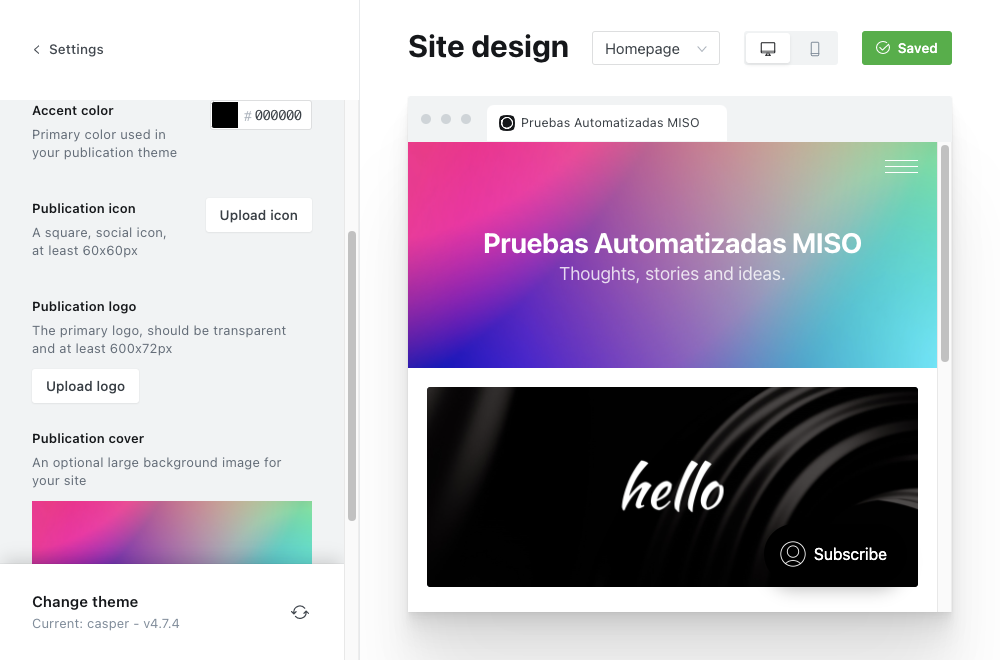 Settings
Accent color
Primary color used in
your publication theme
# 000000
Publication icon
A square, social icon,
at least 60x60px
Upload icon
Publication logo
The primary logo, should be transparent
and at least 600x72px
Upload logo
Publication cover
An optional large background image for
your site
Change theme
Current: casper - v4.7.4
Site design
Homepage
Saved
Pruebas Automatizadas MISO
Pruebas Automatizadas MISO
Thoughts, stories and ideas.
hello
Subscribe